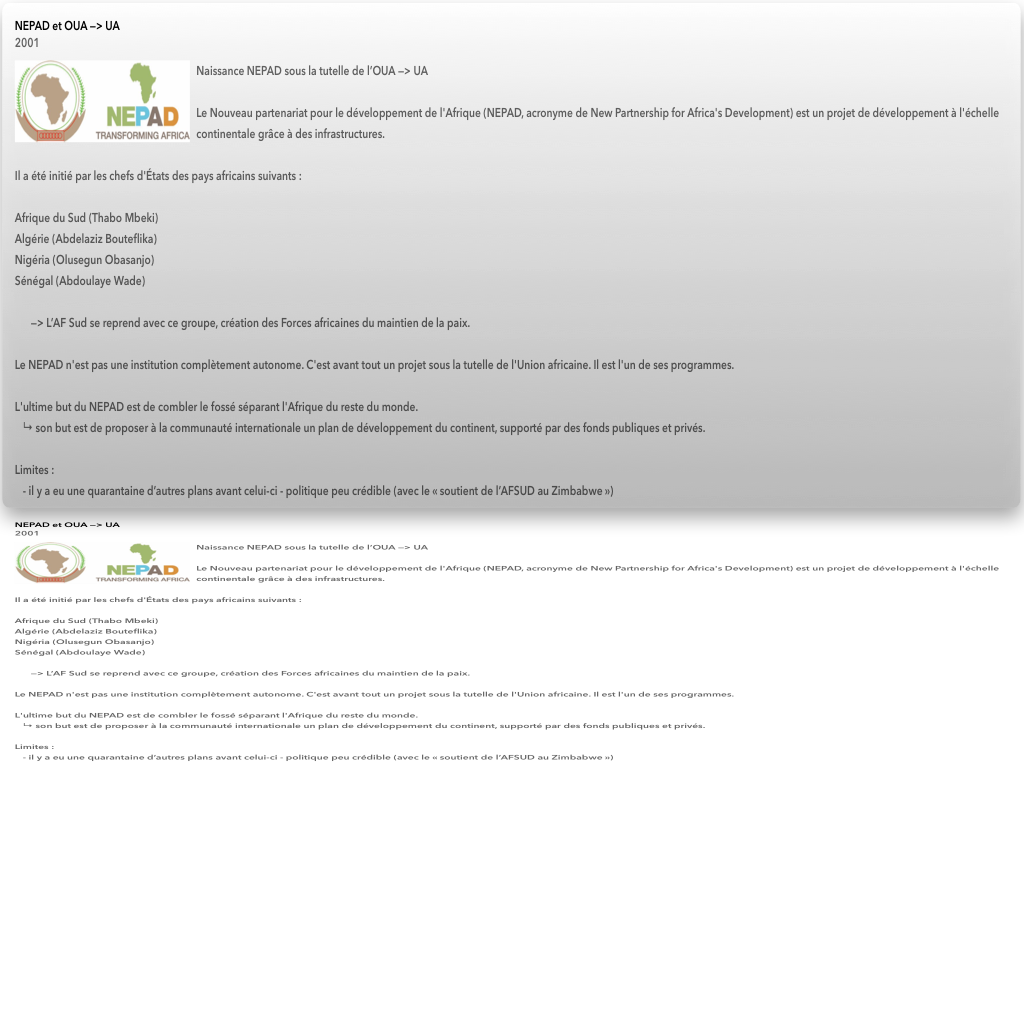 NEPAD et OUA —> UA
2001
NEPAD
TRANSFORMING AFRICA
Naissance NEPAD sous la tutelle de l’OUA —> UA
Le Nouveau partenariat pour le développement de l'Afrique (NEPAD, acronyme de New Partnership for Africa's Development) est un projet de développement à l'échelle
continentale grâce à des infrastructures.
Il a été initié par les chefs d'États des pays africains suivants :
Afrique du Sud (Thabo Mbeki)
Algérie (Abdelaziz Bouteflika)
Nigéria (Olusegun Obasanjo)
Sénégal (Abdoulaye Wade)
—> L’AF Sud se reprend avec ce groupe, création des Forces africaines du maintien de la paix.
Le NEPAD n'est pas une institution complètement autonome. C'est avant tout un projet sous la tutelle de l'Union africaine. Il est l'un de ses programmes.
L'ultime but du NEPAD est de combler le fossé séparant l'Afrique du reste du monde.
↪ son but est de proposer à la communauté internationale un plan de développement du continent, supporté par des fonds publiques et privés.
Limites :
- il y a eu une quarantaine d’autres plans avant celui-ci - politique peu crédible (avec le « soutient de l’AFSUD au Zimbabwe »)
NEPAD et OUA —> UA
2001
NEPAD
TRANSFORMING AFRICA
Naissance NEPAD sous la tutelle de l’OUA —> UA
Le Nouveau partenariat pour le développement de l'Afrique (NEPAD, acronyme de New Partnership for Africa's Development) est un projet de développement à l'échelle
continentale grâce à des infrastructures.
Il a été initié par les chefs d'États des pays africains suivants :
Afrique du Sud (Thabo Mbeki)
Algérie (Abdelaziz Bouteflika)
Nigéria (Olusegun Obasanjo)
Sénégal (Abdoulaye Wade)
—> L’AF Sud se reprend avec ce groupe, création des Forces africaines du maintien de la paix.
Le NEPAD n'est pas une institution complètement autonome. C'est avant tout un projet sous la tutelle de l'Union africaine. Il est l'un de ses programmes.
L'ultime but du NEPAD est de combler le fossé séparant l'Afrique du reste du monde.
↪ son but est de proposer à la communauté internationale un plan de développement du continent, supporté par des fonds publiques et privés.
Limites :
- il y a eu une quarantaine d’autres plans avant celui-ci - politique peu crédible (avec le « soutient de l’AFSUD au Zimbabwe »)